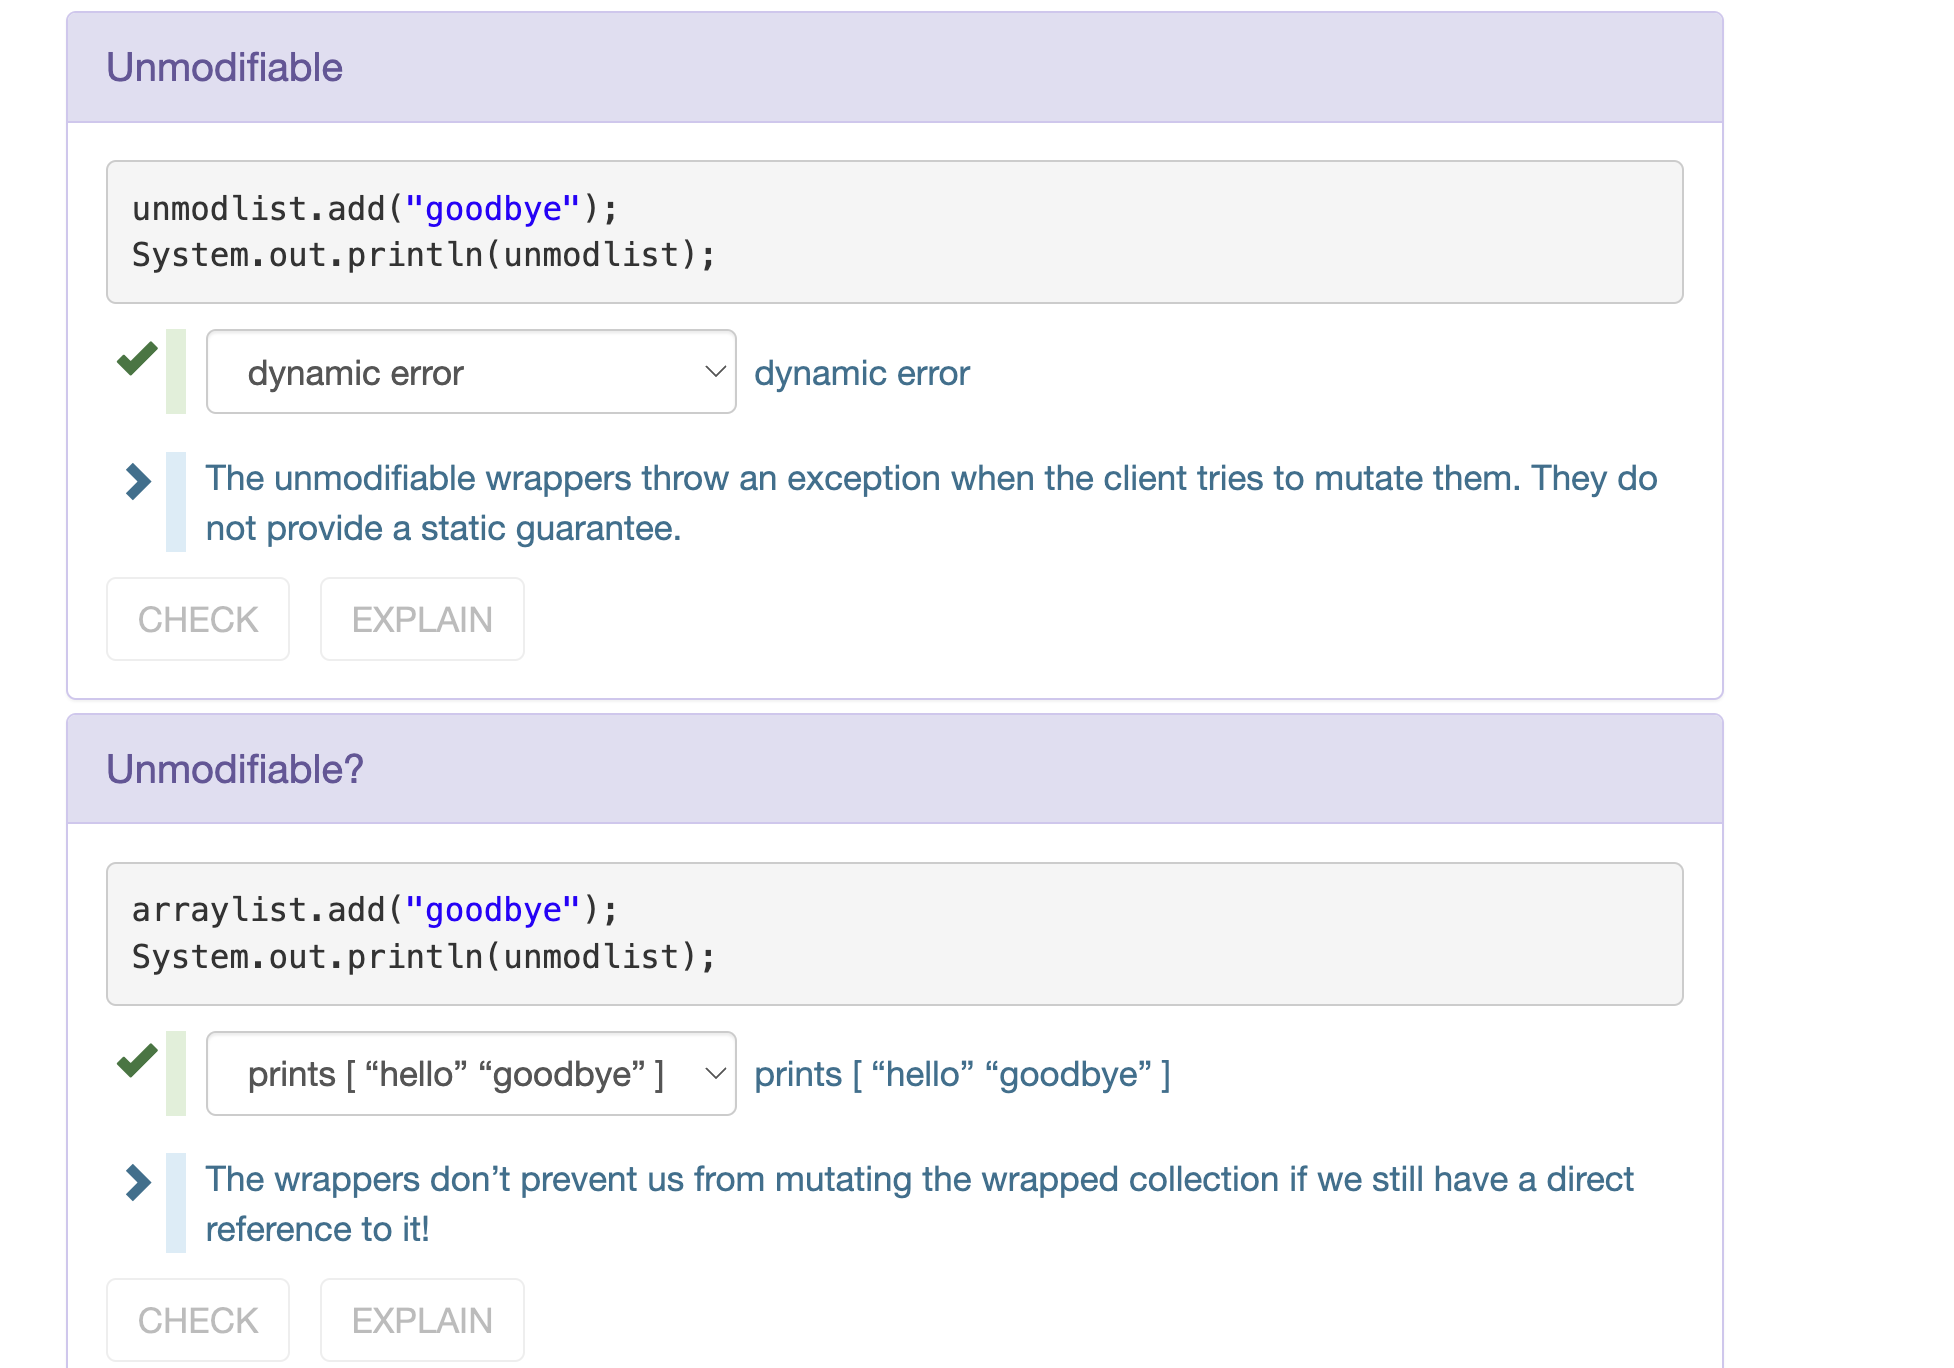 Unmodifiable
unmodlist.add("goodbye");
System.out.println(unmodlist);
dynamic error dynamic error
The unmodifiable wrappers throw an exception when the client tries to mutate them. They do
not provide a static guarantee.
CHECK EXPLAIN
Unmodifiable?
arraylist.add("goodbye");
System.out.println(unmodlist);
prints [ “hello” “goodbye” ] prints [ “hello” “goodbye” ]
The wrappers don’t prevent us from mutating the wrapped collection if we still have a direct
reference to it!
CHECK EXPLAIN